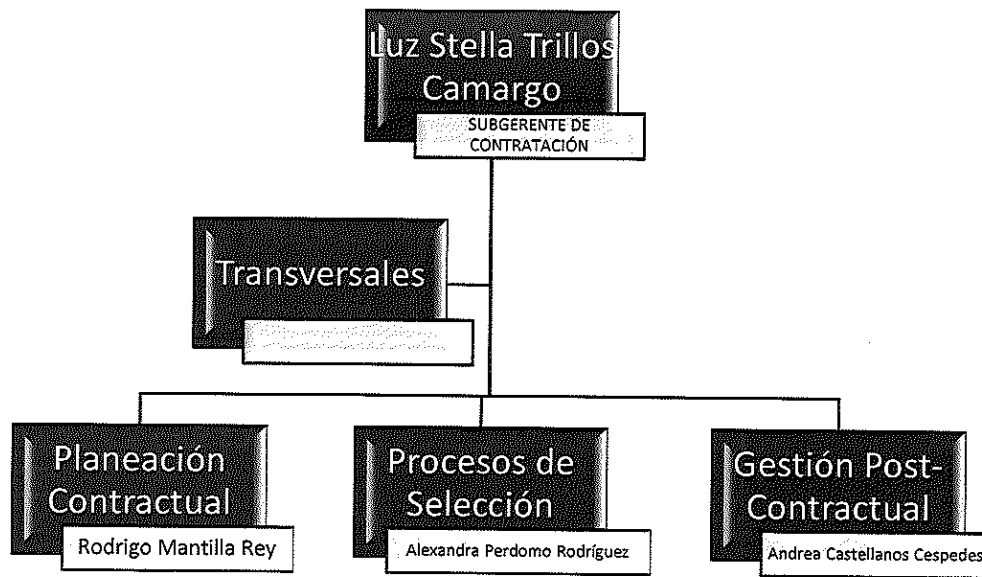 Luz Stella Trillos
Camargo
SUBGERENTE DE
CONTRATACIÓN
Transversales
Planeación
Contractual
Rodrigo Mantilla Rey
Procesos de
Selección
Alexandra Perdomo Rodríguez
Gestión Post-
Contractual
Andrea Castellanos Cespedes